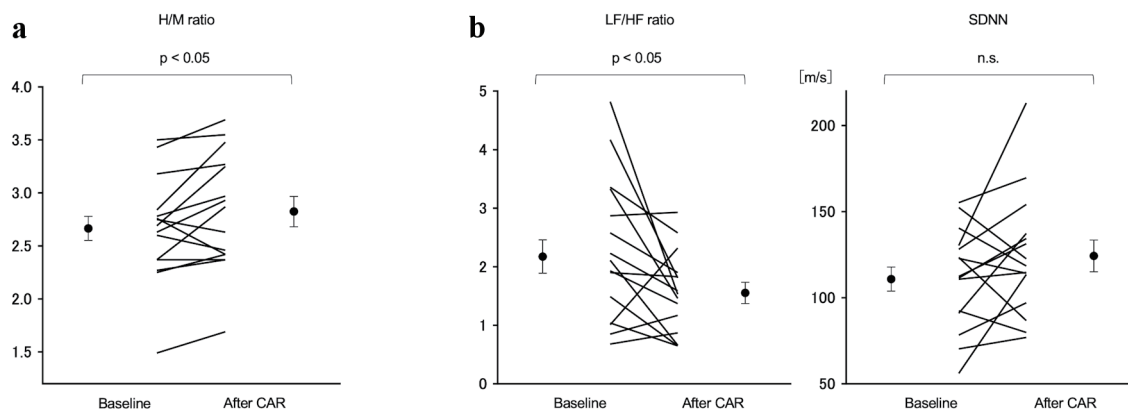 a
H/M ratio
p < 0.05
4.0
3.5
3.0
2.5
2.0
1.5
Baseline After CAR
b
LF/HF ratio
p < 0.05
5
4
3
2
1
0
Baseline After CAR
SDNN
n.s.
[m/s]
200
150
100
50
Baseline After CAR